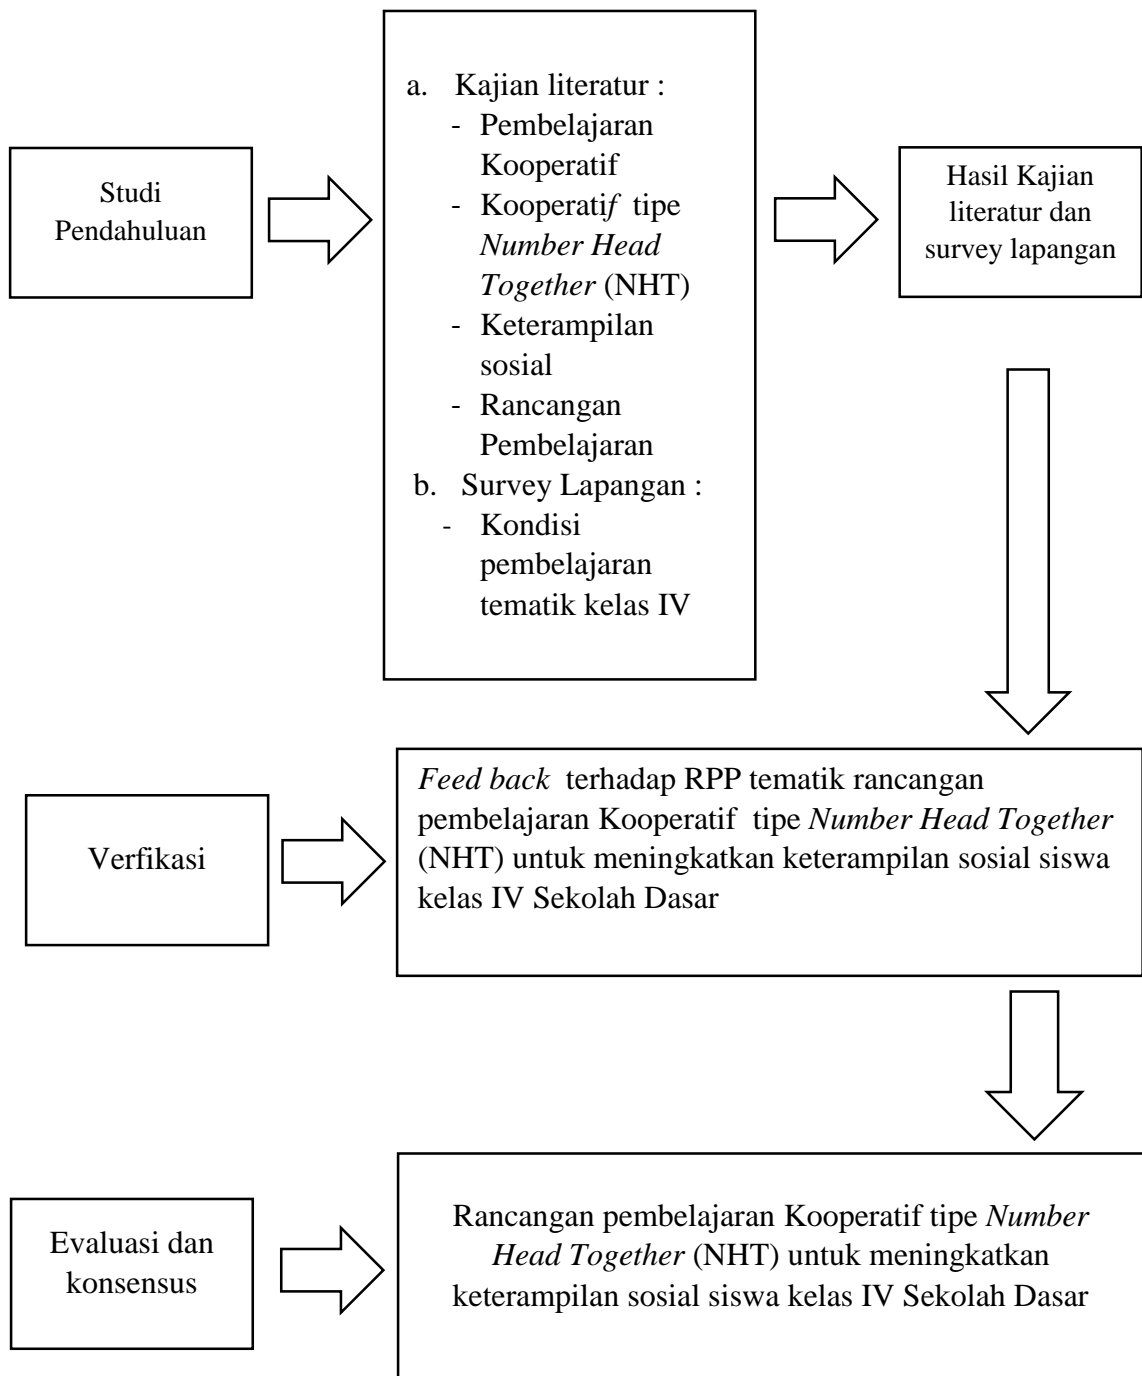 Studi
Pendahuluan
a. Kajian literatur :
- Pembelajaran
Kooperatif
- Kooperatif tipe
Number Head
Together (NHT)
- Keterampilan
sosial
- Rancangan
Pembelajaran
b. Survey Lapangan :
- Kondisi
pembelajaran
tematik kelas IV
Hasil Kajian
literatur dan
survey lapangan
Verfikasi
Feed back terhadap RPP tematik rancangan
pembelajaran Kooperatif tipe Number Head Together
(NHT) untuk meningkatkan keterampilan sosial siswa
kelas IV Sekolah Dasar
Evaluasi dan
konsensus
Rancangan pembelajaran Kooperatif tipe Number
Head Together (NHT) untuk meningkatkan
keterampilan sosial siswa kelas IV Sekolah Dasar